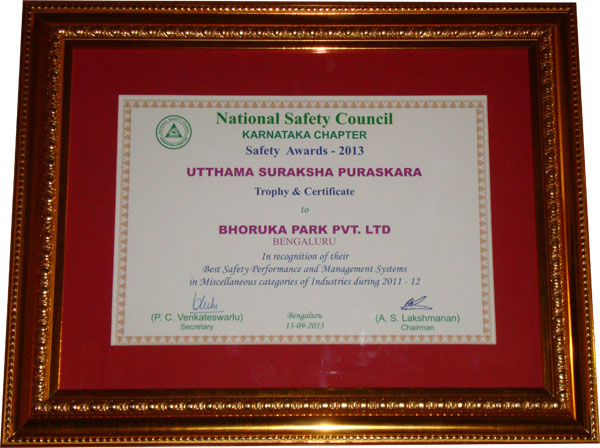 National Safety Council
KARNATAKA CHAPTER
Safety Awards - 2013
UTTHAMA SURAKSHA PURASKARA
Trophy & Certificate
to
BHORUKA PARK PVT. LTD
BENGALURU
In recognition of their
Best Safety Performance and Management Systems
in Miscellaneous categories of Industries during 2011 - 12
(P. C. Venkateswarlu)
Secretary
Bengaluru
13-09-2013
(A. S. Lakshmanan)
Chairman